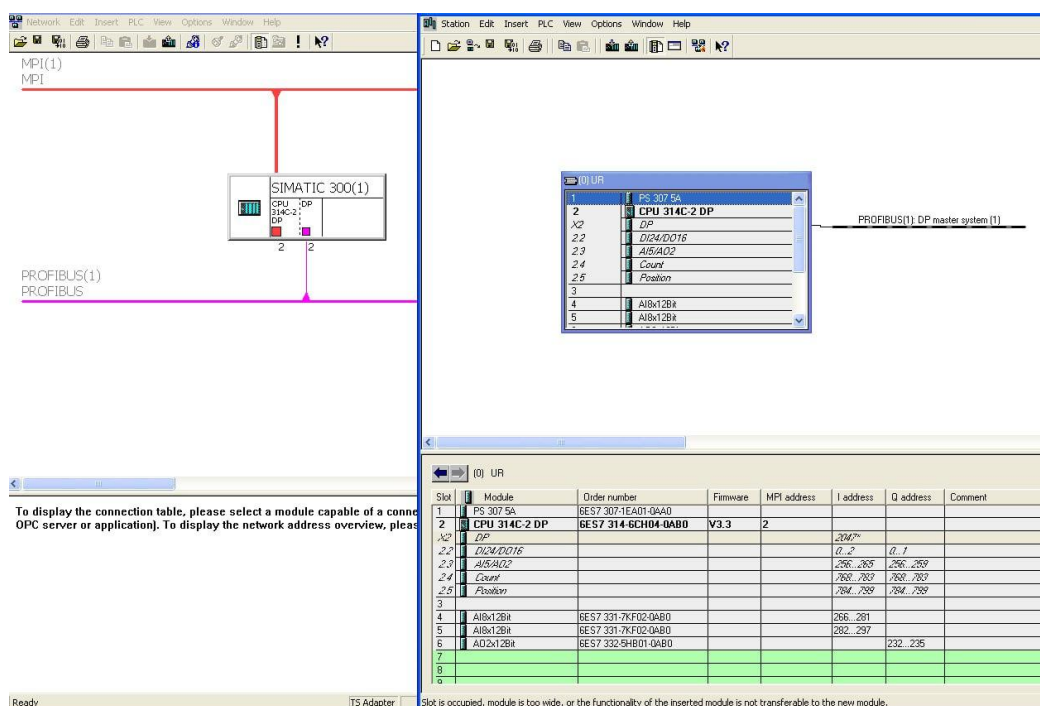 Network Edit Insert PLC View Options Window Help
MPI(1)
MPI
SIMATIC 300(1)
CPU 314C-2 DP
DP
2 2
PROFIBUS(1)
PROFIBUS
To display the connection table, please select a module capable of a conne
OPC server or application). To display the network address overview, pleas
Ready TS Adapter
Station Edit Insert PLC View Options Window Help
(0) UR
1 PS 307 5A
2 CPU 314C-2 DP
X2 DP
2.2 DI24/DO16
2.3 AI5/AO2
2.4 Count
2.5 Position
3
4 AI8x12Bit
5 AI8x12Bit
PROFIBUS(1): DP master system (1)
(0) UR
Slot Module Order number Firmware MPI address I address Q address Comment
1 PS 307 5A 6ES7 307-1EA01-0AA0
2 CPU 314C-2 DP 6ES7 314-6CH04-0AB0 V3.3 2
X2 DP 2047*
2.2 DI24/DO16 0...2 0...1
2.3 AI5/AO2 256...265 256...259
2.4 Count 768...783 768...783
2.5 Position 784...799 784...799
3
4 AI8x12Bit 6ES7 331-7KF02-0AB0 266...281
5 AI8x12Bit 6ES7 331-7KF02-0AB0 282...297
6 AO2x12Bit 6ES7 332-5HB01-0AB0 232...235
7
8
9
Slot is occupied, module is too wide, or the functionality of the inserted module is not transferable to the new module.